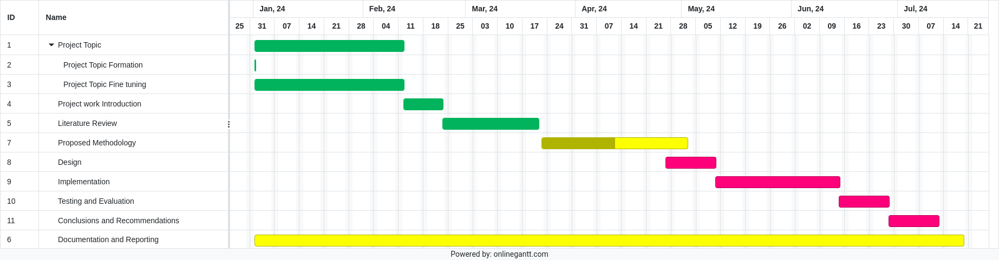 ID Name Jan, 24 Feb, 24 Mar, 24 Apr, 24 May, 24 Jun, 24 Jul, 24
25 31 07 14 21 28 04 11 18 25 03 10 17 24 31 07 14 21 28 05 12 19 26 02 09 16 23 30 07 14 21
1 Project Topic
2 Project Topic Formation
3 Project Topic Fine tuning
4 Project work Introduction
5 Literature Review
7 Proposed Methodology
8 Design
9 Implementation
10 Testing and Evaluation
11 Conclusions and Recommendations
6 Documentation and Reporting
Powered by: onlinegantt.com